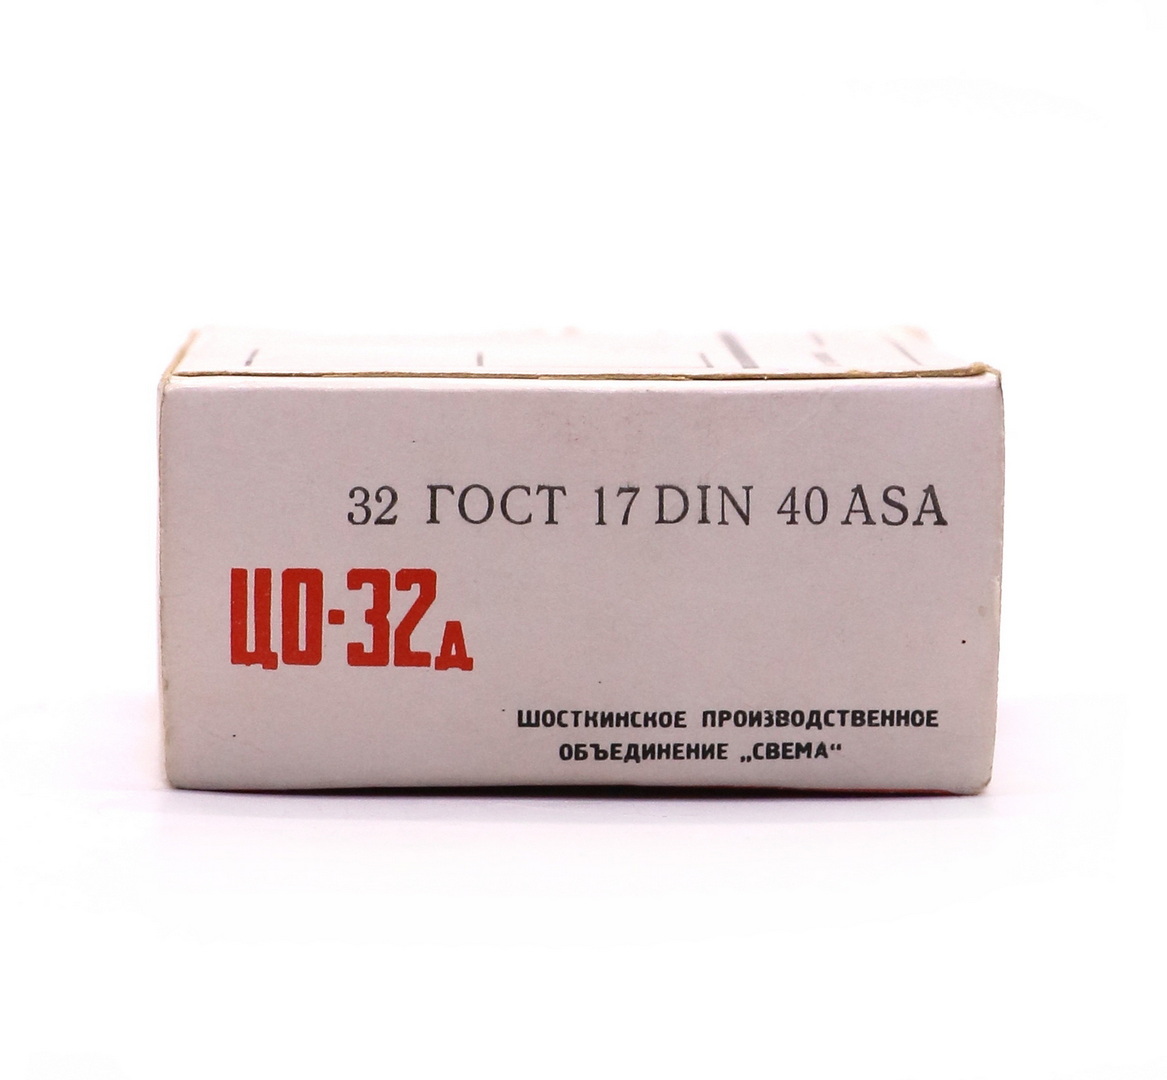 32 ГОСТ 17 DIN 40 ASA
ЦО-32д
ШОСТКИНСКОЕ ПРОИЗВОДСТВЕННОЕ
ОБЪЕДИНЕНИЕ „СВЕМА“